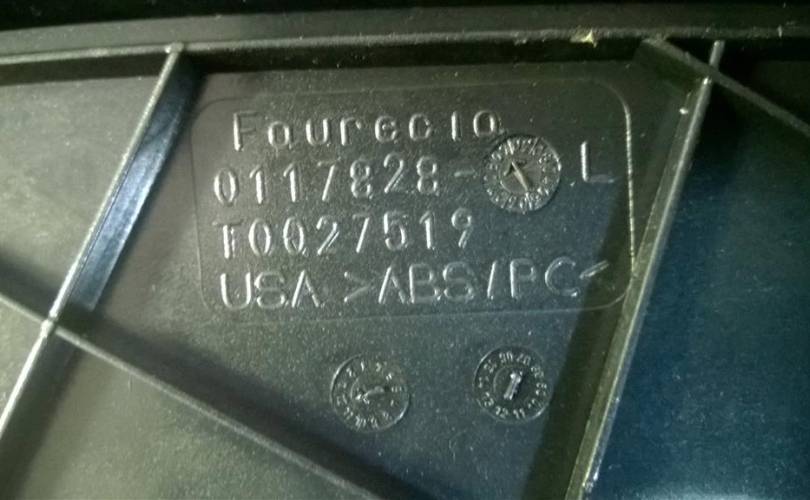 Faurecia
0117828- L
T0027519
USA >ABS/PC<